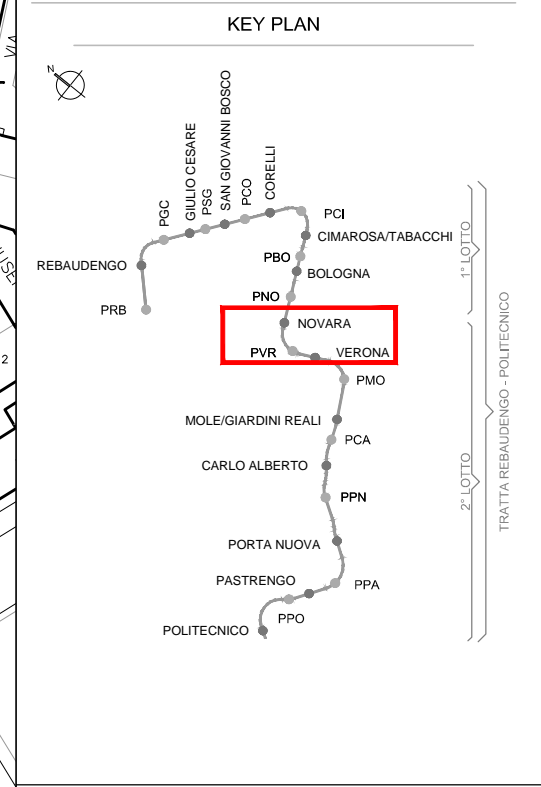 KEY PLAN
N
PGC
GIULIO CESARE
PSG
SAN GIOVANNI BOSCO
PCO
CORELLI
PCI
CIMAROSA/TABACCHI
PBO
REBAUDENGO
BOLOGNA
PNO
PRB
NOVARA
PVR
VERONA
PMO
MOLE/GIARDINI REALI
PCA
CARLO ALBERTO
PPN
PORTA NUOVA
PASTRENGO
PPA
PPO
POLITECNICO
1° LOTTO
2° LOTTO
TRATTA REBAUDENGO - POLITECNICO
VIA
2